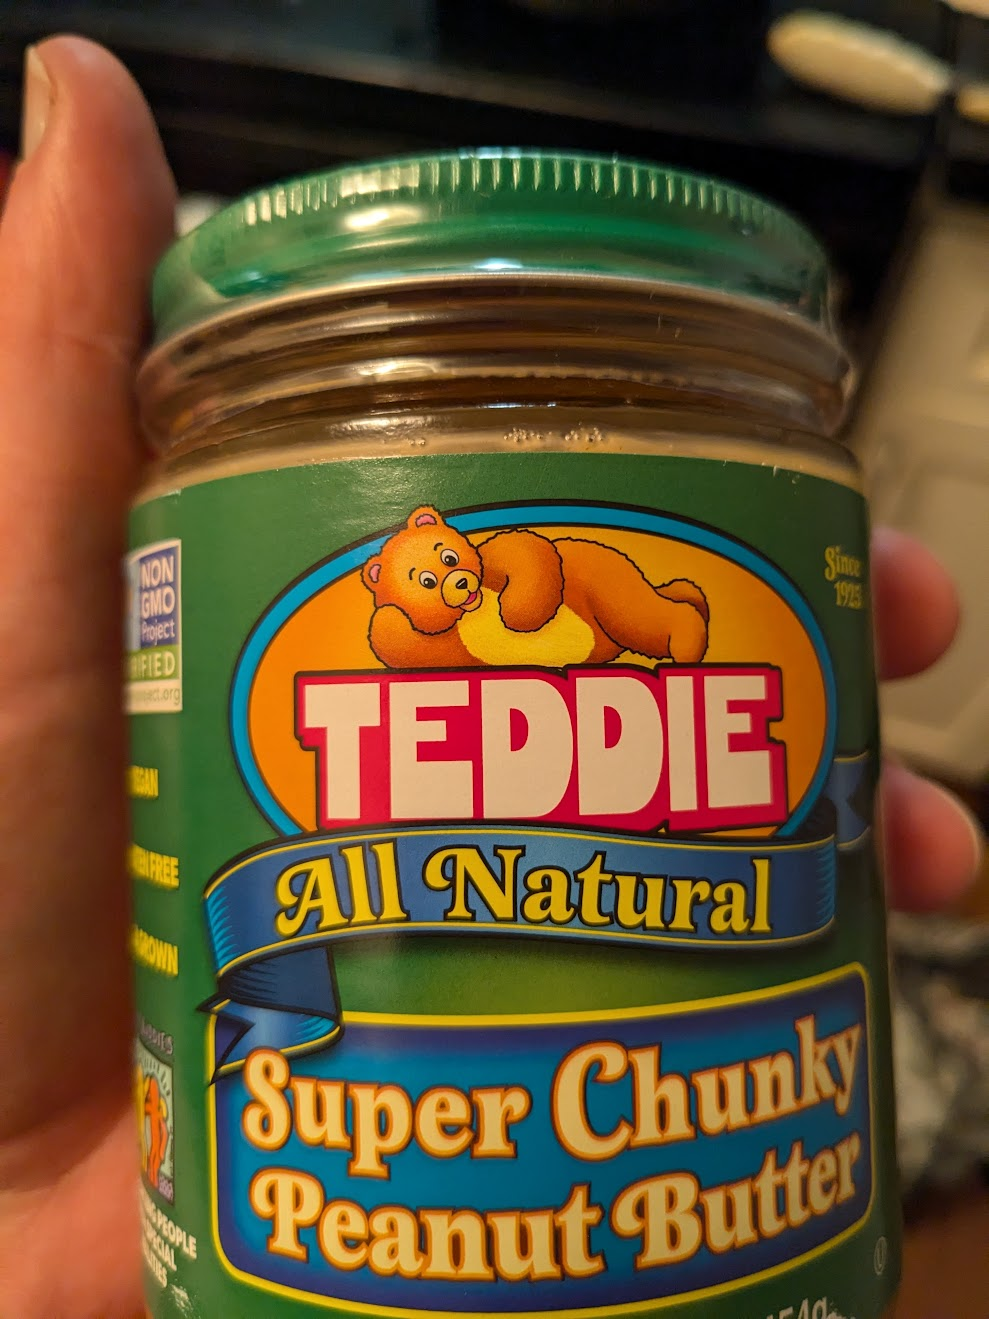 Since
1925
NON
GMO
Project
TEDDIE
All Natural
Super Chunky
Peanut Butter